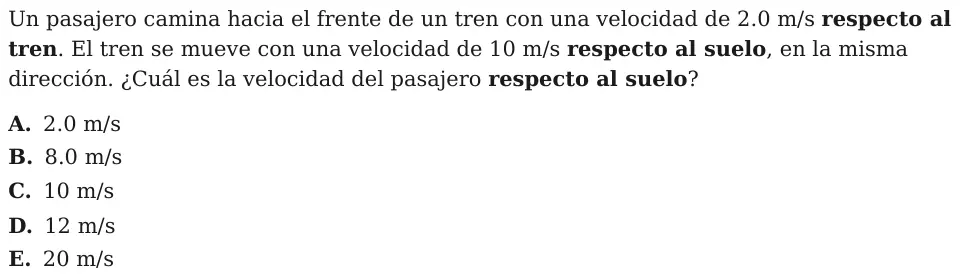 Un pasajero camina hacia el frente de un tren con una velocidad de 2.0 m/s respecto al
tren. El tren se mueve con una velocidad de 10 m/s respecto al suelo, en la misma
dirección. ¿Cuál es la velocidad del pasajero respecto al suelo?
A. 2.0 m/s
B. 8.0 m/s
C. 10 m/s
D. 12 m/s
E. 20 m/s